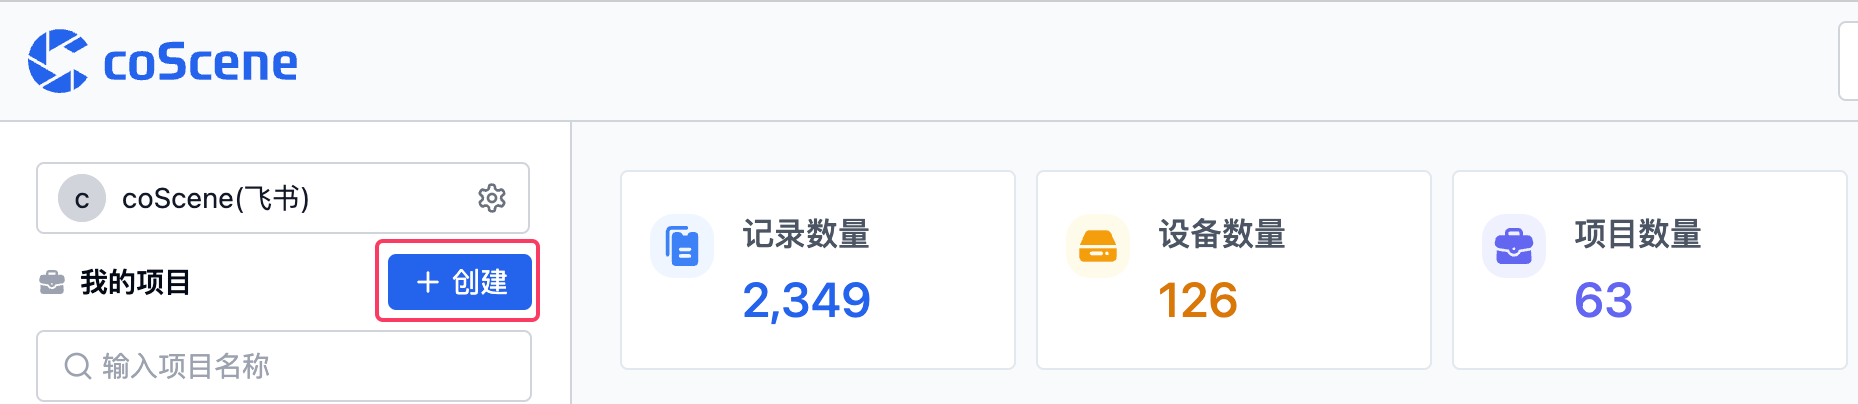 coScene
c coScene(飞书)
我的项目
+ 创建
输入项目名称
记录数量
2,349
设备数量
126
项目数量
63